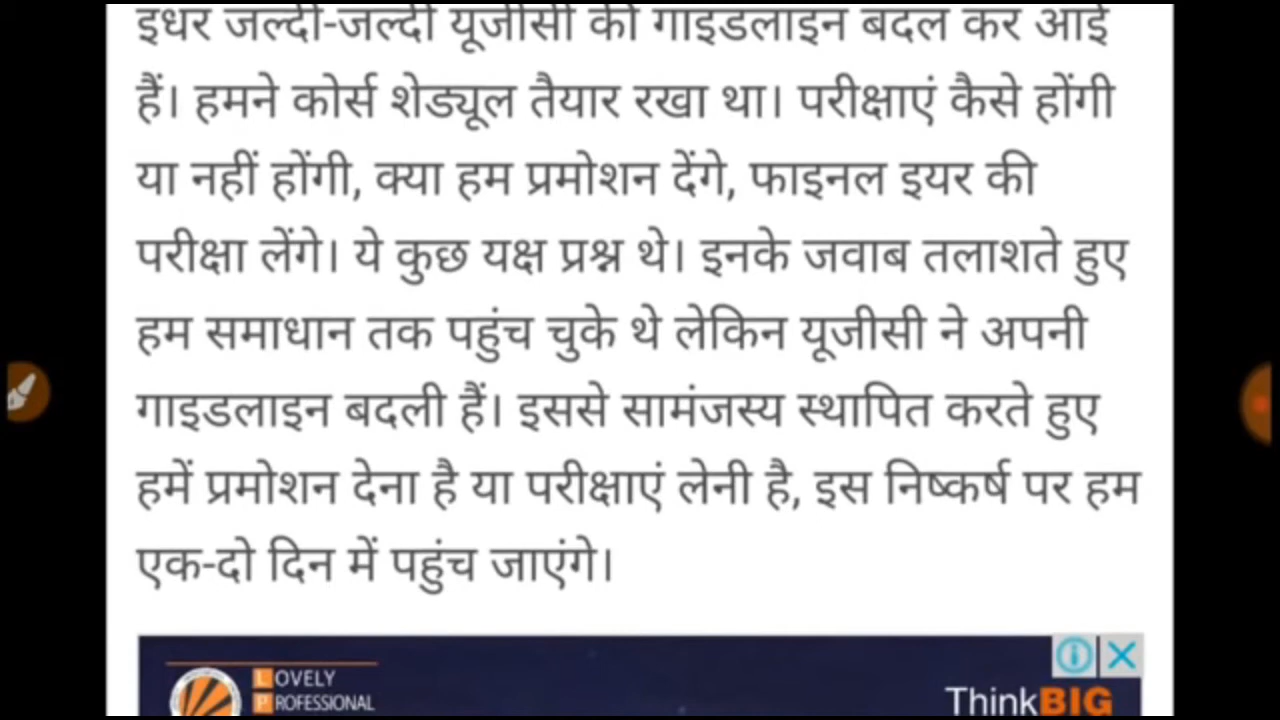 इधर जल्दी-जल्दी यूजीसी की गाइडलाइन बदल कर आई
हैं। हमने कोर्स शेड्यूल तैयार रखा था। परीक्षाएं कैसे होंगी
या नहीं होंगी, क्या हम प्रमोशन देंगे, फाइनल इयर की
परीक्षा लेंगे। ये कुछ यक्ष प्रश्न थे। इनके जवाब तलाशते हुए
हम समाधान तक पहुंच चुके थे लेकिन यूजीसी ने अपनी
गाइडलाइन बदली हैं। इससे सामंजस्य स्थापित करते हुए
हमें प्रमोशन देना है या परीक्षाएं लेनी है, इस निष्कर्ष पर हम
एक-दो दिन में पहुंच जाएंगे।
LOVELY
PROFESSIONAL
ThinkBIG